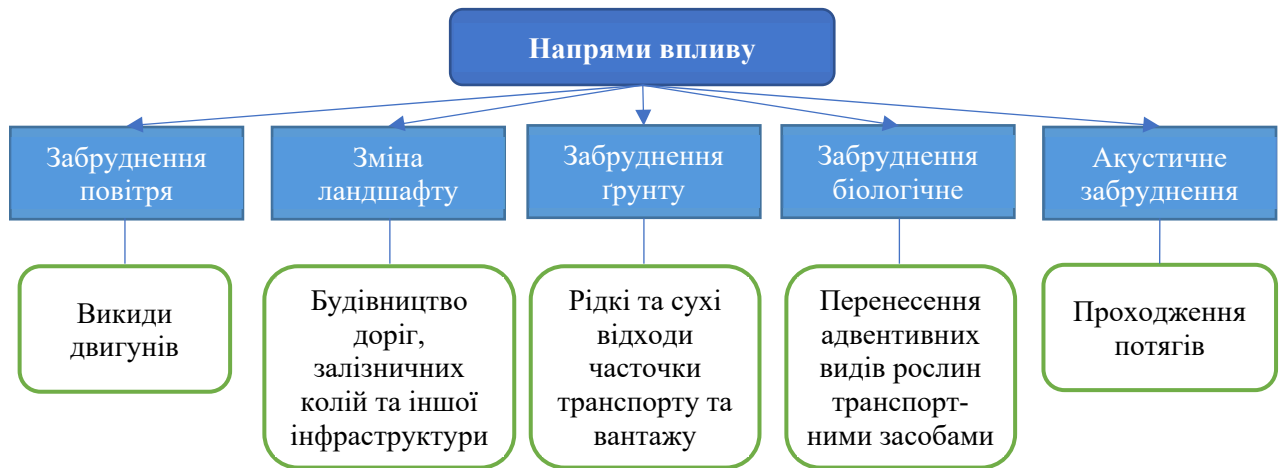 Напрями впливу
Забруднення
повітря
Зміна
ландшафту
Забруднення
ґрунту
Забруднення
біологічне
Акустичне
забруднення
Викиди
двигунів
Будівництво
доріг,
залізничних
колій та іншої
інфраструктури
Рідкі та сухі
відходи
часточки
транспорту та
вантажу
Перенесення
адвентивних
видів рослин
транспорт-
ними засобами
Проходження
потягів